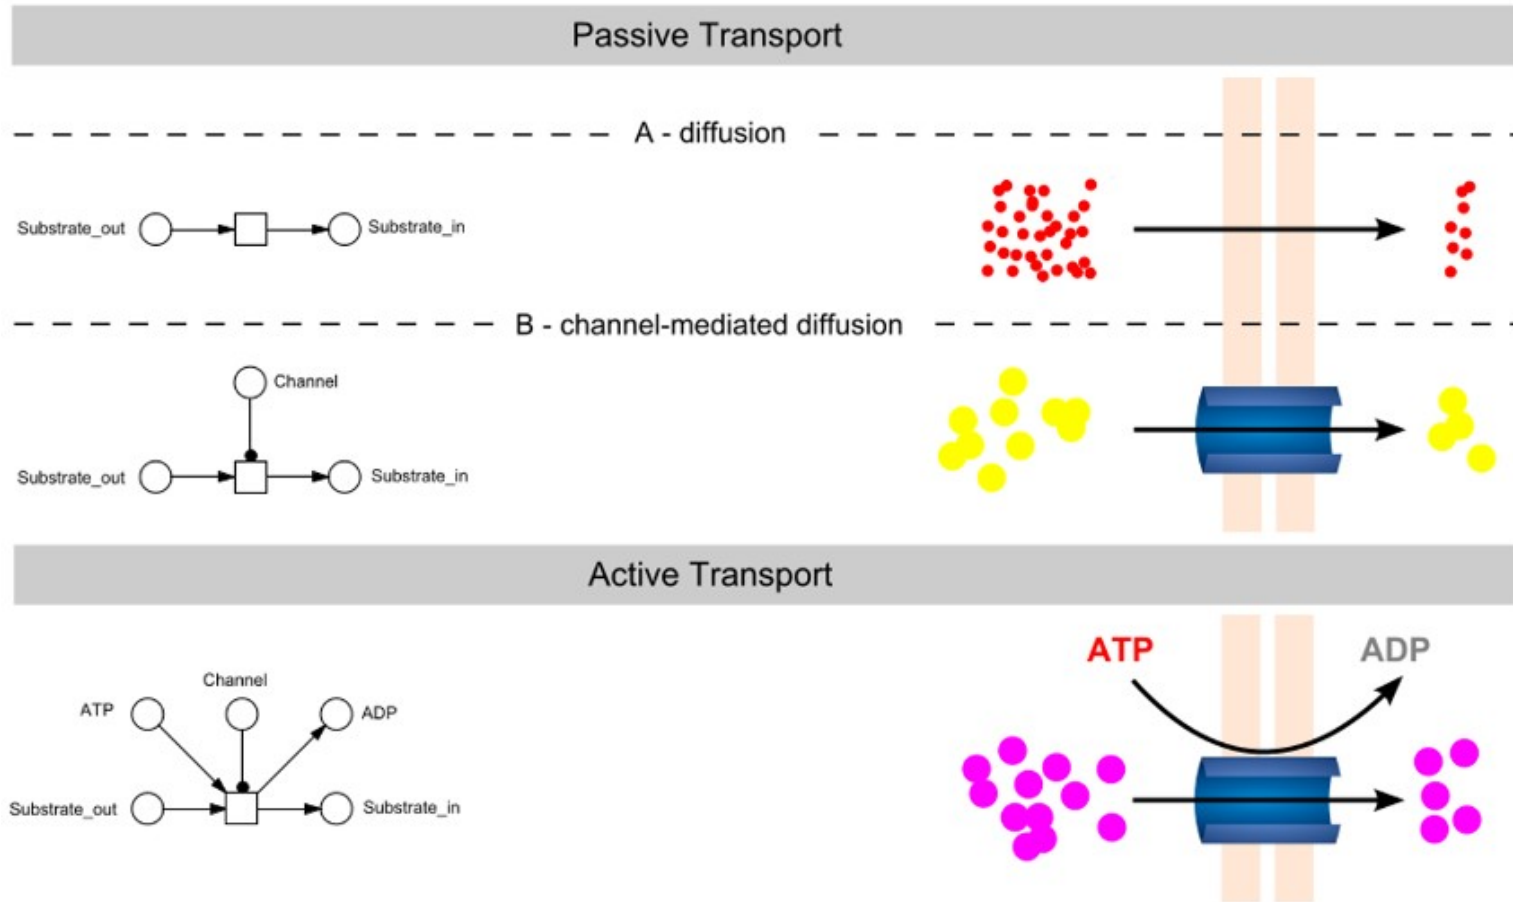 Passive Transport
A - diffusion
Substrate_out
Substrate_in
B - channel-mediated diffusion
Channel
Substrate_out
Substrate_in
Active Transport
ATP
ADP
Channel
ATP
ADP
Substrate_out
Substrate_in